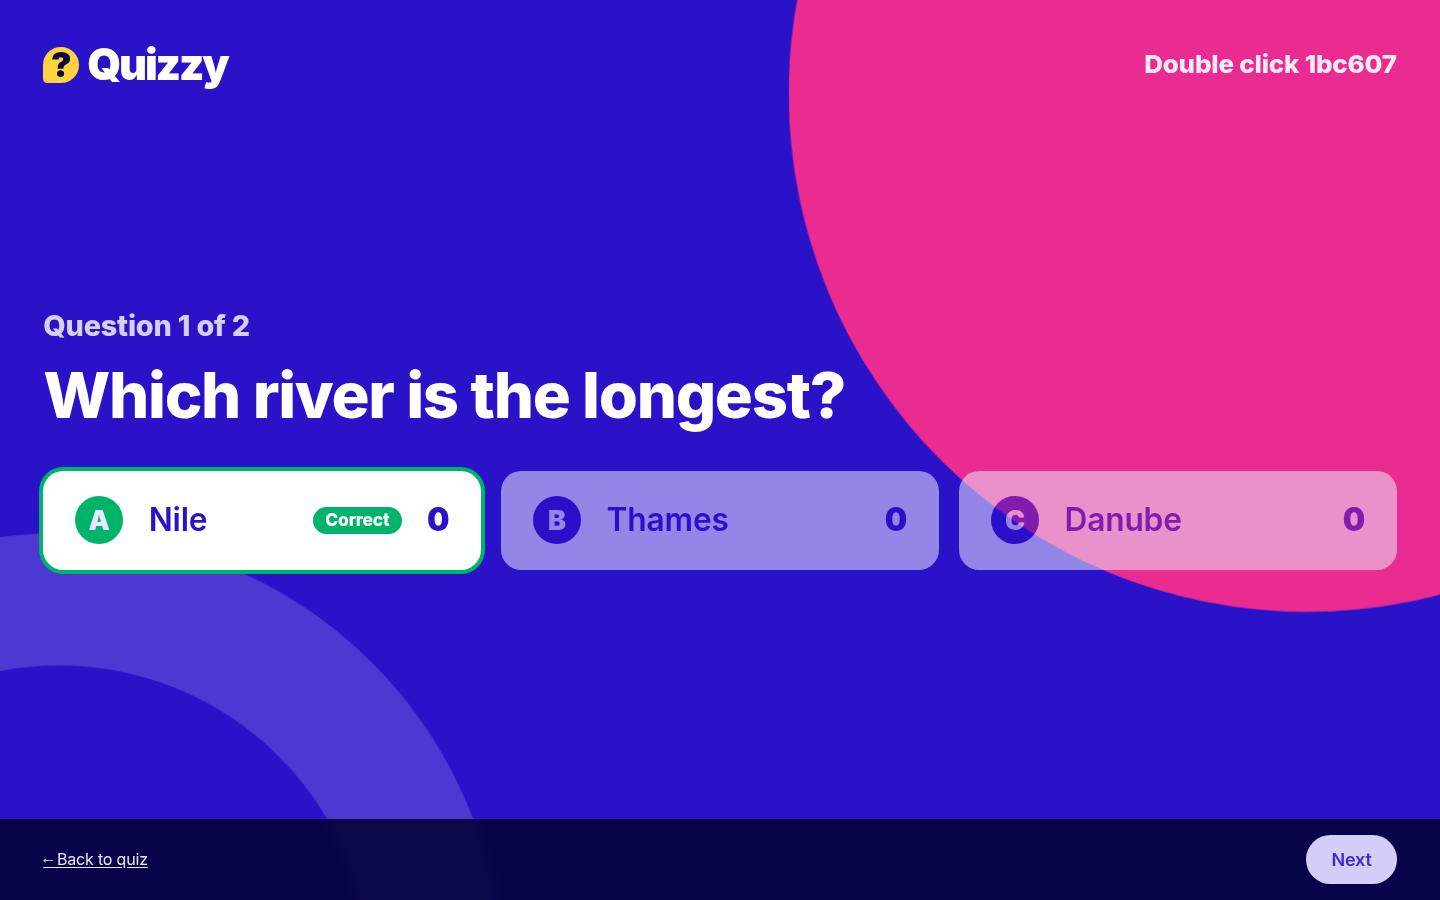 ? Quizzy
Double click 1bc607
Question 1 of 2
Which river is the longest?
A Nile Correct 0
B Thames 0
C Danube 0
←Back to quiz
Next